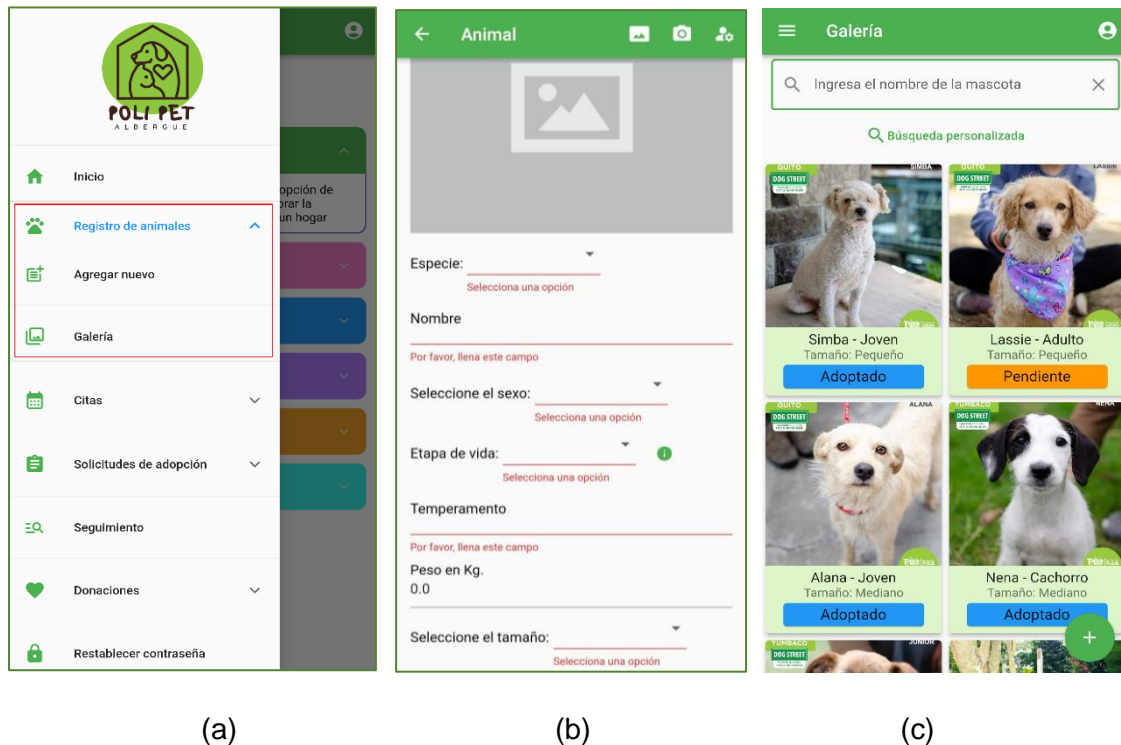 POLI PET
ALBERGUE
Inicio
Registro de animales
Agregar nuevo
Galería
Citas
Solicitudes de adopción
Seguimiento
Donaciones
Restablecer contraseña
opción de
orar la
un hogar
(a)
Animal
Especie:
Selecciona una opción
Nombre
Por favor, llena este campo
Seleccione el sexo:
Selecciona una opción
Etapa de vida:
Selecciona una opción
Temperamento
Por favor, llena este campo
Peso en Kg.
0.0
Seleccione el tamaño:
Selecciona una opción
(b)
Galería
Ingresa el nombre de la mascota
Búsqueda personalizada
QUITO
DOG STREET
SIMBA
Simba - Joven
Tamaño: Pequeño
Adoptado
QUITO
DOG STREET
LASSIE
Lassie - Adulto
Tamaño: Pequeño
Pendiente
QUITO
DOG STREET
ALANA
Alana - Joven
Tamaño: Mediano
Adoptado
TUMBACO
DOG STREET
NENA
Nena - Cachorro
Tamaño: Mediano
Adoptado
+
TUMBACO
DOG STREET
JUNIOR
TUMBACO
DOG STREET
(c)